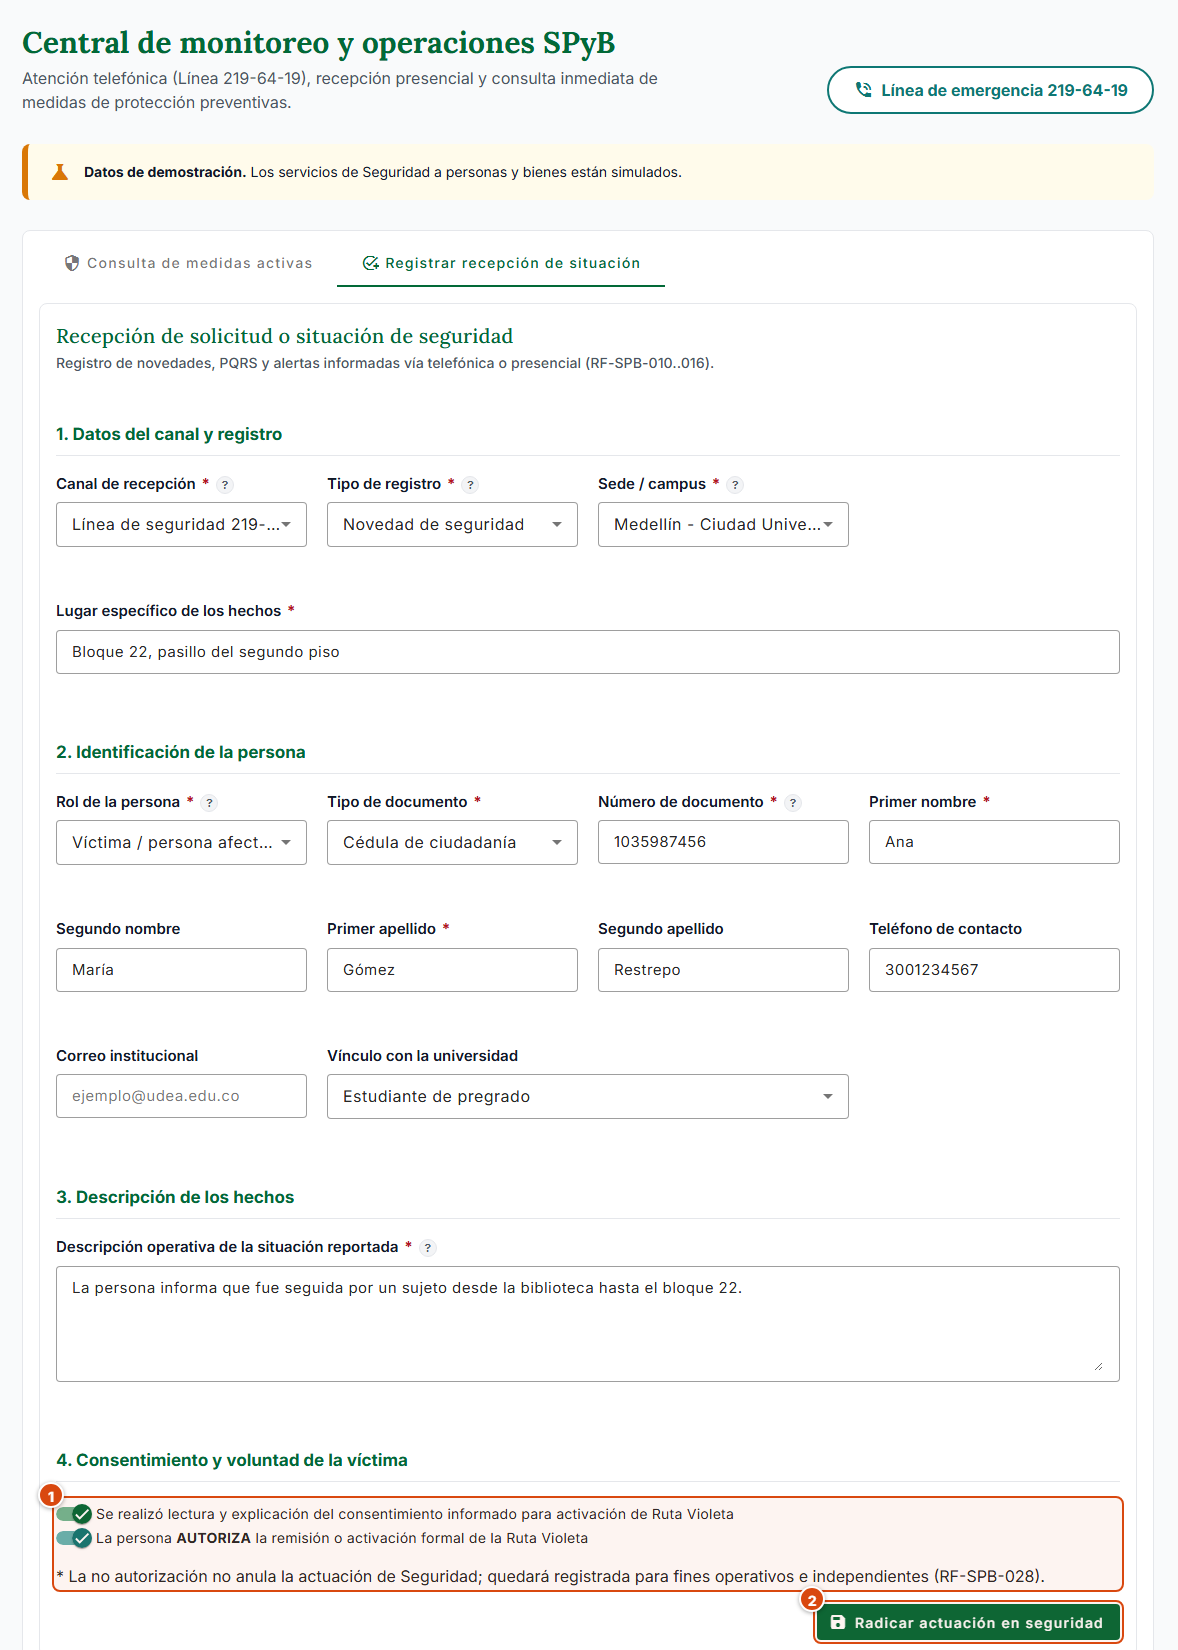 Central de monitoreo y operaciones SPyB
Atención telefónica (Línea 219-64-19), recepción presencial y consulta inmediata de
medidas de protección preventivas.
Línea de emergencia 219-64-19
Datos de demostración. Los servicios de Seguridad a personas y bienes están simulados.
Consulta de medidas activas
Registrar recepción de situación
Recepción de solicitud o situación de seguridad
Registro de novedades, PQRS y alertas informadas vía telefónica o presencial (RF-SPB-010..016).
1. Datos del canal y registro
Canal de recepción * ?
Tipo de registro * ?
Sede / campus * ?
Línea de seguridad 219-...
Novedad de seguridad
Medellín - Ciudad Unive...
Lugar específico de los hechos *
Bloque 22, pasillo del segundo piso
2. Identificación de la persona
Rol de la persona * ?
Tipo de documento *
Número de documento * ?
Primer nombre *
Víctima / persona afect...
Cédula de ciudadanía
1035987456
Ana
Segundo nombre
Primer apellido *
Segundo apellido
Teléfono de contacto
María
Gómez
Restrepo
3001234567
Correo institucional
Vínculo con la universidad
ejemplo@udea.edu.co
Estudiante de pregrado
3. Descripción de los hechos
Descripción operativa de la situación reportada * ?
La persona informa que fue seguida por un sujeto desde la biblioteca hasta el bloque 22.
4. Consentimiento y voluntad de la víctima
1
Se realizó lectura y explicación del consentimiento informado para activación de Ruta Violeta
La persona AUTORIZA la remisión o activación formal de la Ruta Violeta
* La no autorización no anula la actuación de Seguridad; quedará registrada para fines operativos e independientes (RF-SPB-028).
2
Radicar actuación en seguridad